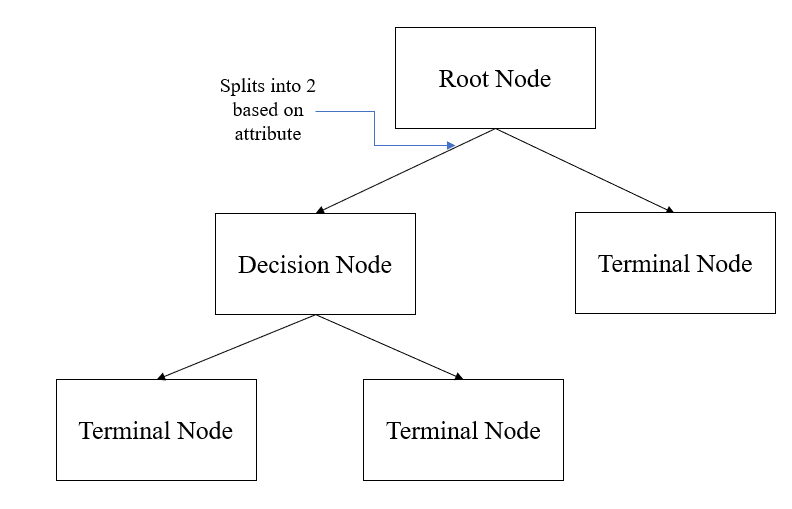 Root Node
Splits into 2
based on
attribute
Decision Node
Terminal Node
Terminal Node
Terminal Node